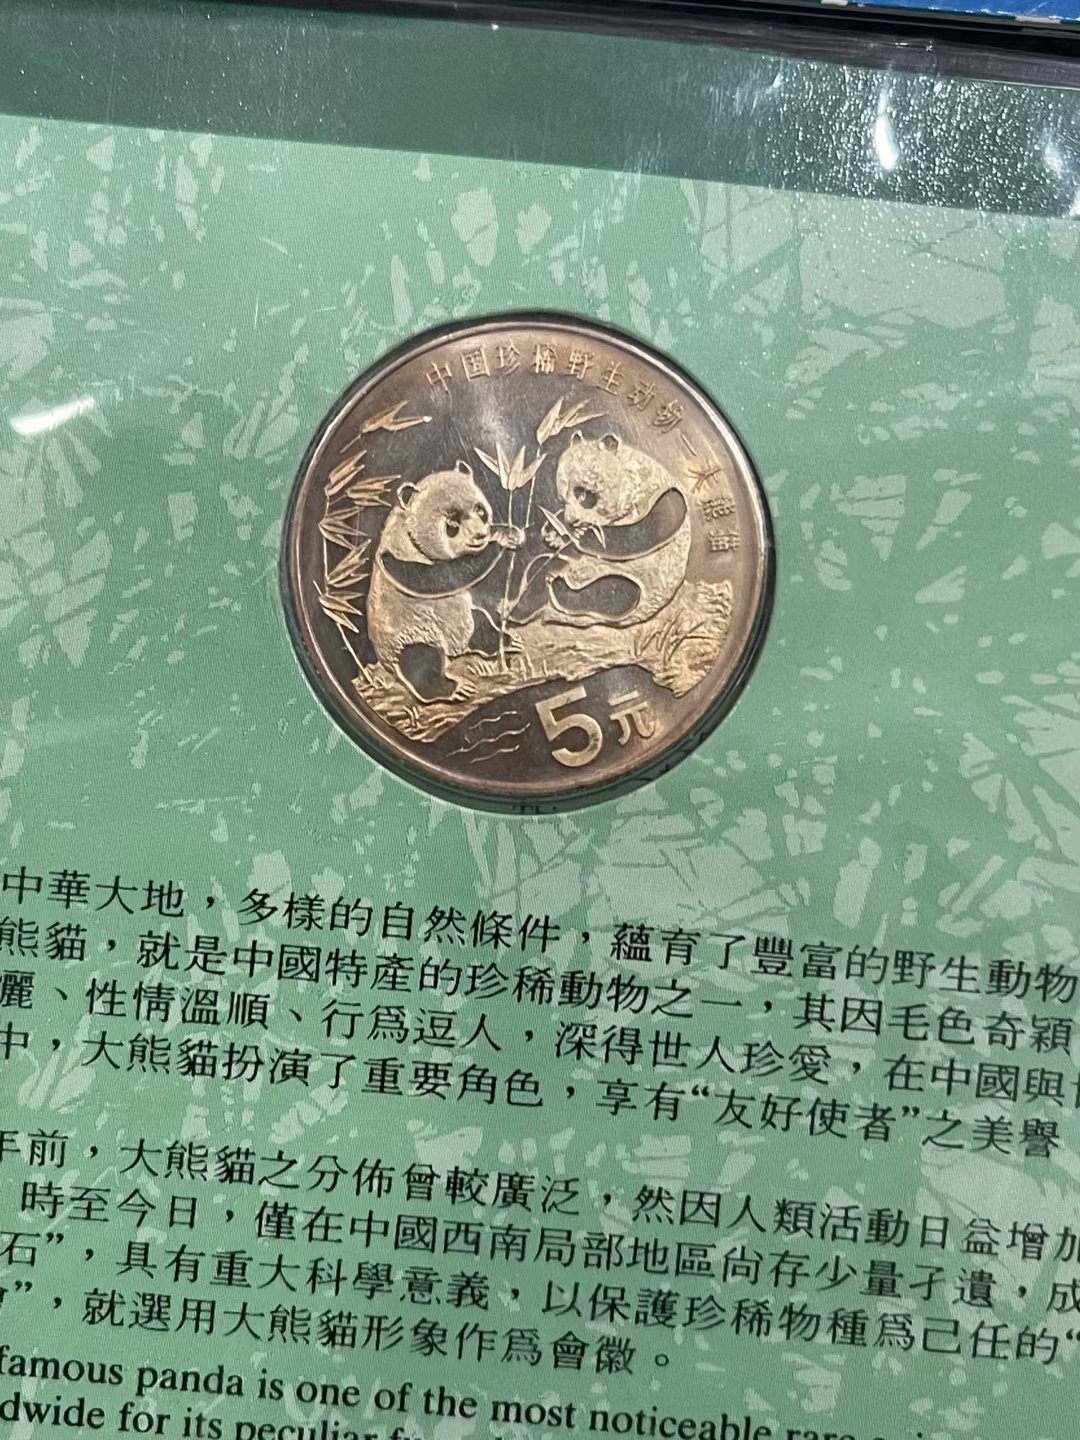 中国珍稀野生动物—大熊猫
5元
中華大地，多樣的自然條件，蘊育了豐富的野生動物
熊貓，就是中國特產的珍稀動物之一，其因毛色奇穎
麗、性情溫順、行爲逗人，深得世人珍愛，在中國與
中，大熊貓扮演了重要角色，享有“友好使者”之美譽
年前，大熊貓之分佈曾較廣泛，然因人類活動日益增加
時至今日，僅在中國西南局部地區尚存少量孑遺，成
石”，具有重大科學意義，以保護珍稀物種爲己任的“
”，就選用大熊貓形象作爲會徽。
famous panda is one of the most noticeable rare
dwide for its peculiar